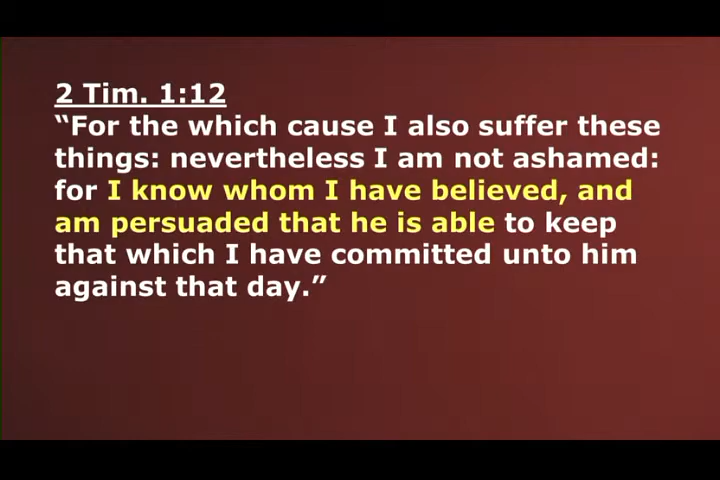 2 Tim. 1:12
“For the which cause I also suffer these
things: nevertheless I am not ashamed:
for I know whom I have believed, and
am persuaded that he is able to keep
that which I have committed unto him
against that day.”